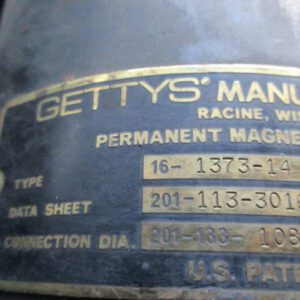 GETTYS® MANU
RACINE, WIS
PERMANENT MAGNE
TYPE 16- 1373-14
DATA SHEET 201-113-301
CONNECTION DIA. 201-183- 108
U.S. PAT